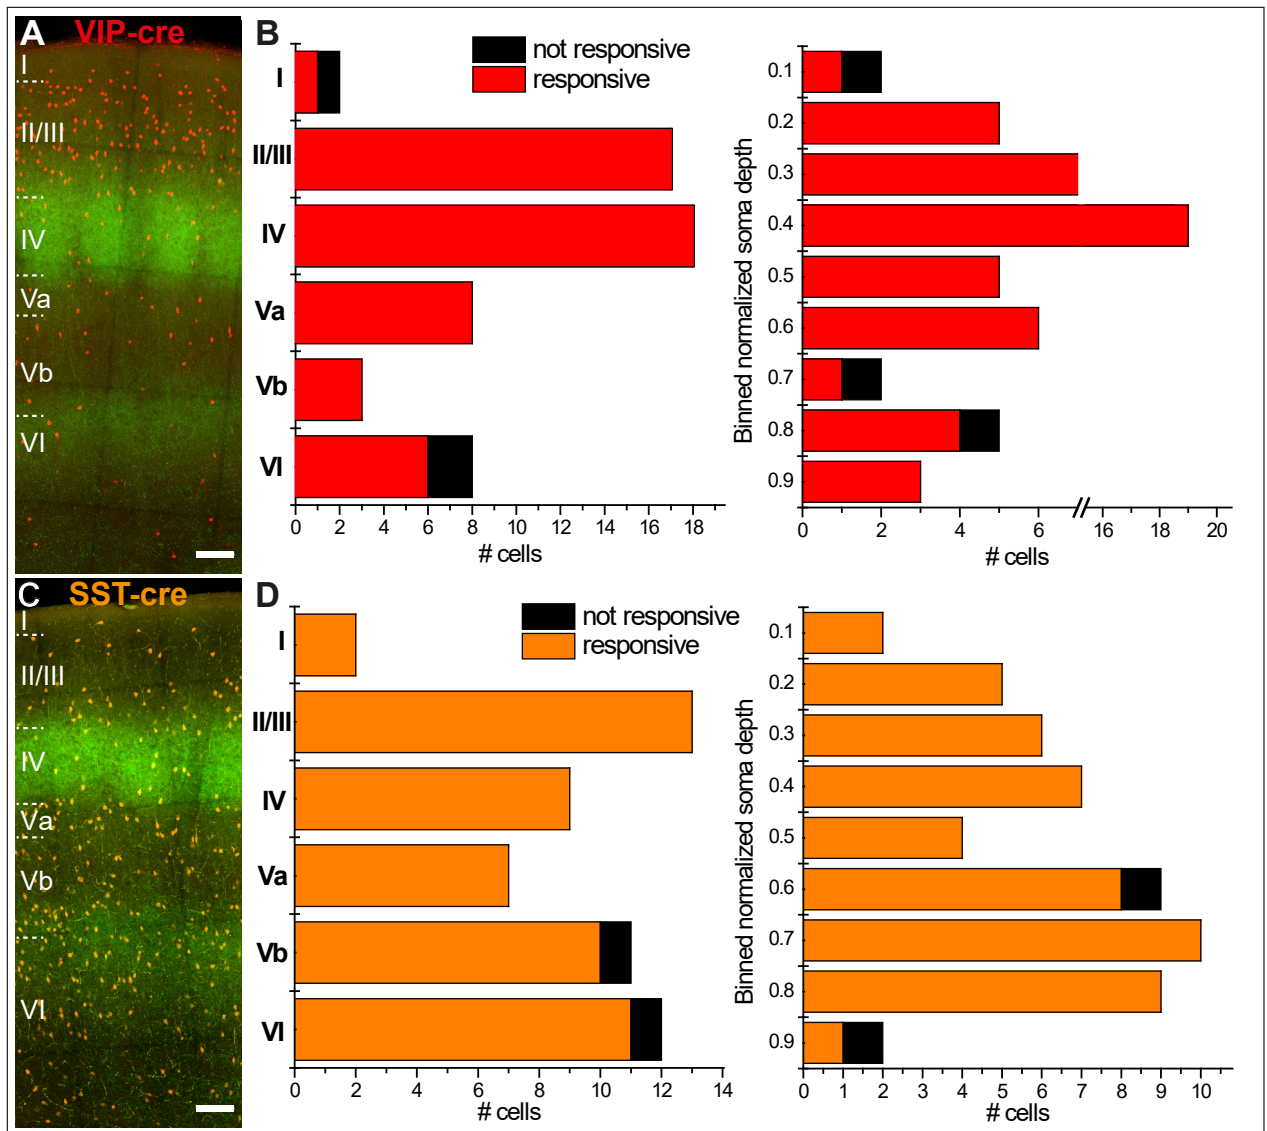 A VIP-cre
I
II/III
IV
Va
Vb
VI
B
not responsive
responsive
I
II/III
IV
Va
Vb
VI
0 2 4 6 8 10 12 14 16 18
# cells
Binned normalized soma depth
0.1
0.2
0.3
0.4
0.5
0.6
0.7
0.8
0.9
0 2 4 6 // 16 18 20
# cells
C SST-cre
I
II/III
IV
Va
Vb
VI
D
not responsive
responsive
I
II/III
IV
Va
Vb
VI
0 2 4 6 8 10 12 14
# cells
Binned normalized soma depth
0.1
0.2
0.3
0.4
0.5
0.6
0.7
0.8
0.9
0 1 2 3 4 5 6 7 8 9 10
# cells